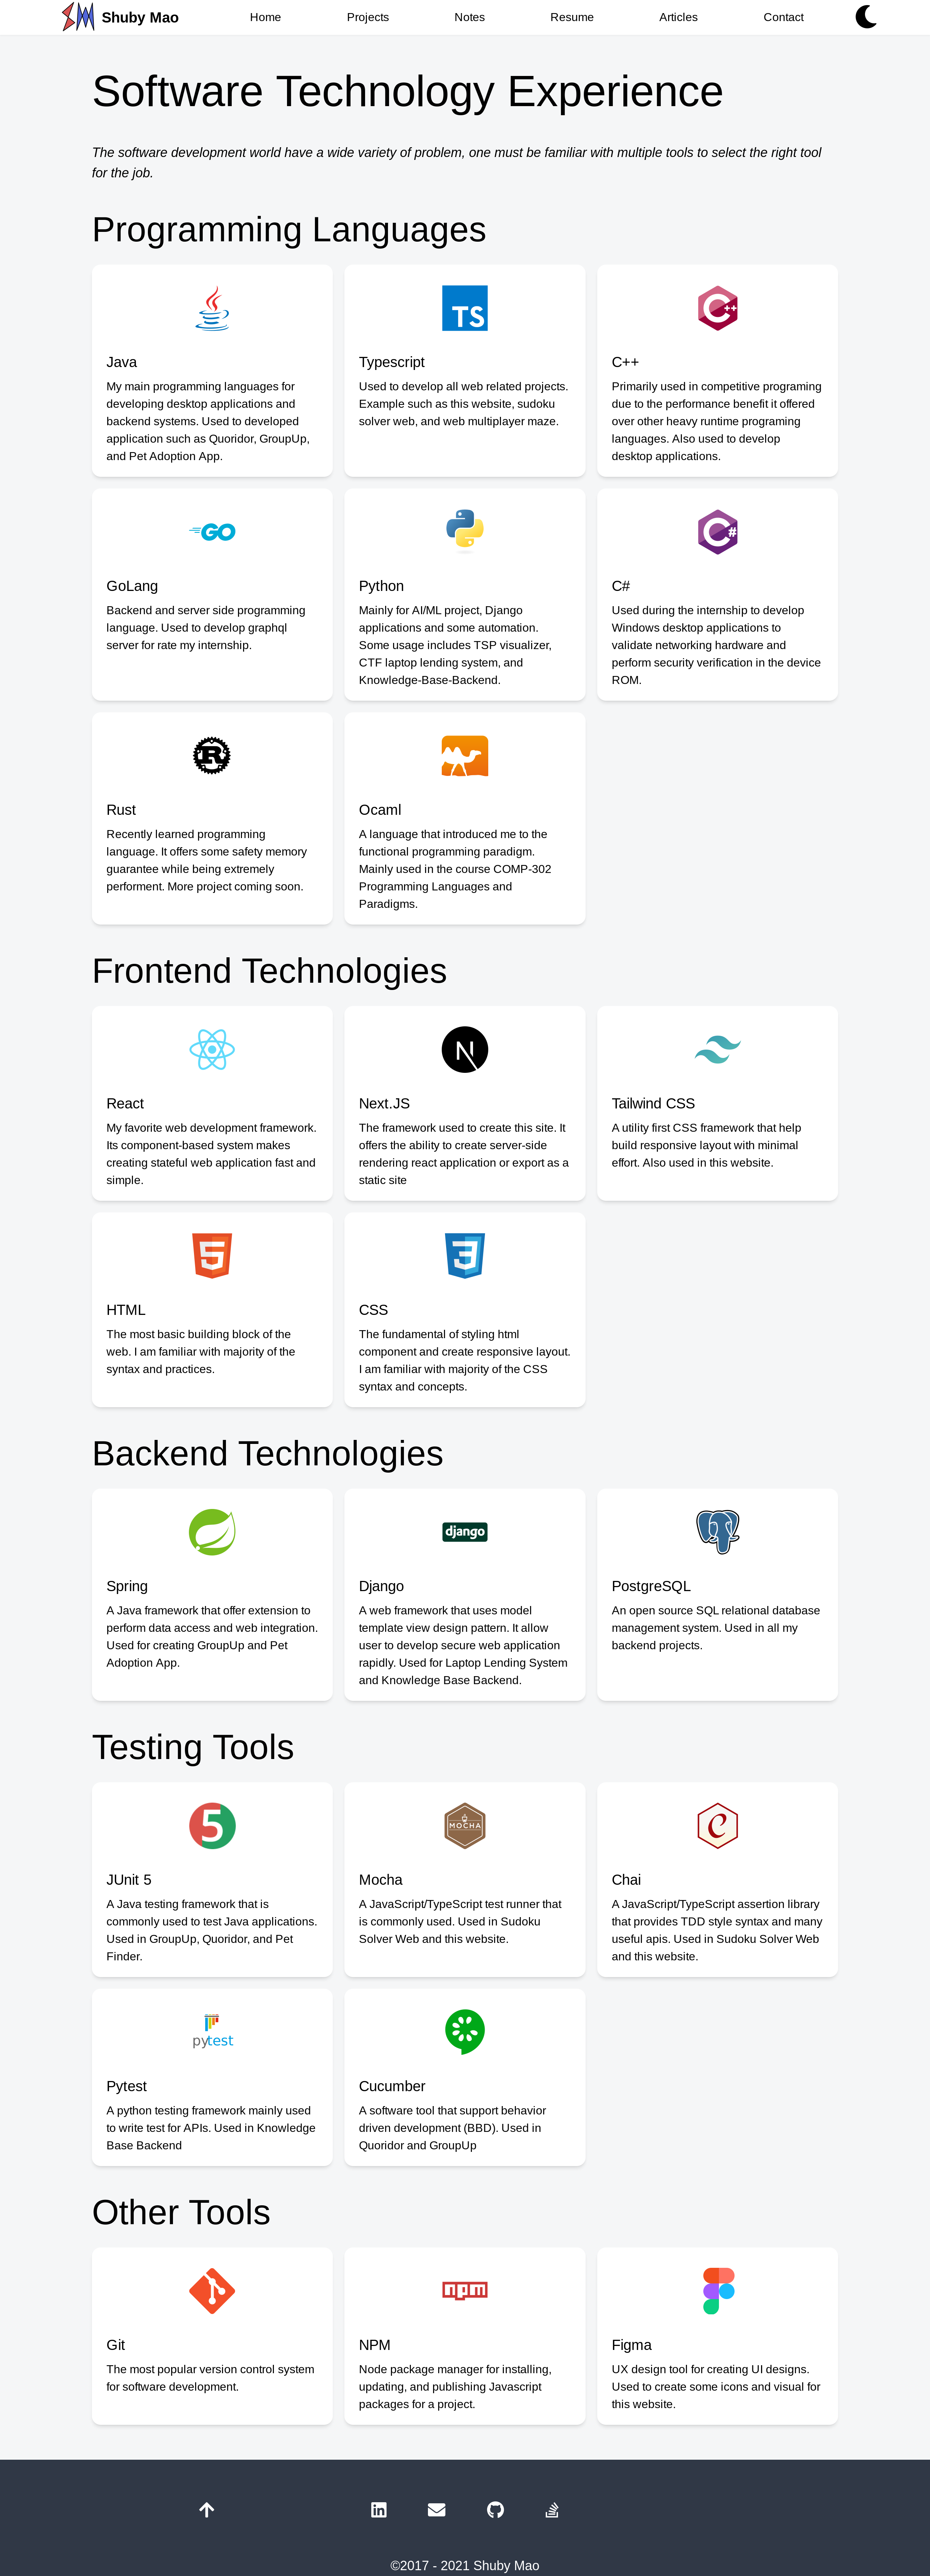 Shuby Mao
Home
Projects
Notes
Resume
Articles
Contact
Software Technology Experience
The software development world have a wide variety of problem, one must be familiar with multiple tools to select the right tool
for the job.
Programming Languages
TS
Java
My main programming languages for
developing desktop applications and
backend systems. Used to developed
application such as Quoridor, GroupUp,
and Pet Adoption App.
Typescript
Used to develop all web related projects.
Example such as this website, sudoku
solver web, and web multiplayer maze.
C++
C++
Primarily used in competitive programing
due to the performance benefit it offered
over other heavy runtime programing
languages. Also used to develop
desktop applications.
GO
GoLang
Backend and server side programming
language. Used to develop graphql
server for rate my internship.
Python
Mainly for AI/ML project, Django
applications and some automation.
Some usage includes TSP visualizer,
CTF laptop lending system, and
Knowledge-Base-Backend.
C#
C#
Used during the internship to develop
Windows desktop applications to
validate networking hardware and
perform security verification in the device
ROM.
R
Rust
Recently learned programming
language. It offers some safety memory
guarantee while being extremely
performent. More project coming soon.
Ocaml
A language that introduced me to the
functional programming paradigm.
Mainly used in the course COMP-302
Programming Languages and
Paradigms.
Frontend Technologies
React
My favorite web development framework.
Its component-based system makes
creating stateful web application fast and
simple.
N
Next.JS
The framework used to create this site. It
offers the ability to create server-side
rendering react application or export as a
static site
Tailwind CSS
A utility first CSS framework that help
build responsive layout with minimal
effort. Also used in this website.
5
HTML
The most basic building block of the
web. I am familiar with majority of the
syntax and practices.
3
CSS
The fundamental of styling html
component and create responsive layout.
I am familiar with majority of the CSS
syntax and concepts.
Backend Technologies
Spring
A Java framework that offer extension to
perform data access and web integration.
Used for creating GroupUp and Pet
Adoption App.
django
Django
A web framework that uses model
template view design pattern. It allow
user to develop secure web application
rapidly. Used for Laptop Lending System
and Knowledge Base Backend.
PostgreSQL
An open source SQL relational database
management system. Used in all my
backend projects.
Testing Tools
5
JUnit 5
A Java testing framework that is
commonly used to test Java applications.
Used in GroupUp, Quoridor, and Pet
Finder.
MOCHA
Mocha
A JavaScript/TypeScript test runner that
is commonly used. Used in Sudoku
Solver Web and this website.
C
Chai
A JavaScript/TypeScript assertion library
that provides TDD style syntax and many
useful apis. Used in Sudoku Solver Web
and this website.
pytest
Pytest
A python testing framework mainly used
to write test for APIs. Used in Knowledge
Base Backend
Cucumber
A software tool that support behavior
driven development (BBD). Used in
Quoridor and GroupUp
Other Tools
Git
The most popular version control system
for software development.
npm
NPM
Node package manager for installing,
updating, and publishing Javascript
packages for a project.
Figma
UX design tool for creating UI designs.
Used to create some icons and visual for
this website.
©2017 - 2021 Shuby Mao